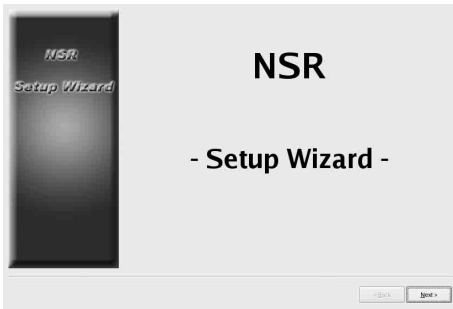 NSR
Setup Wizard
NSR
- Setup Wizard -
< Back
Next >